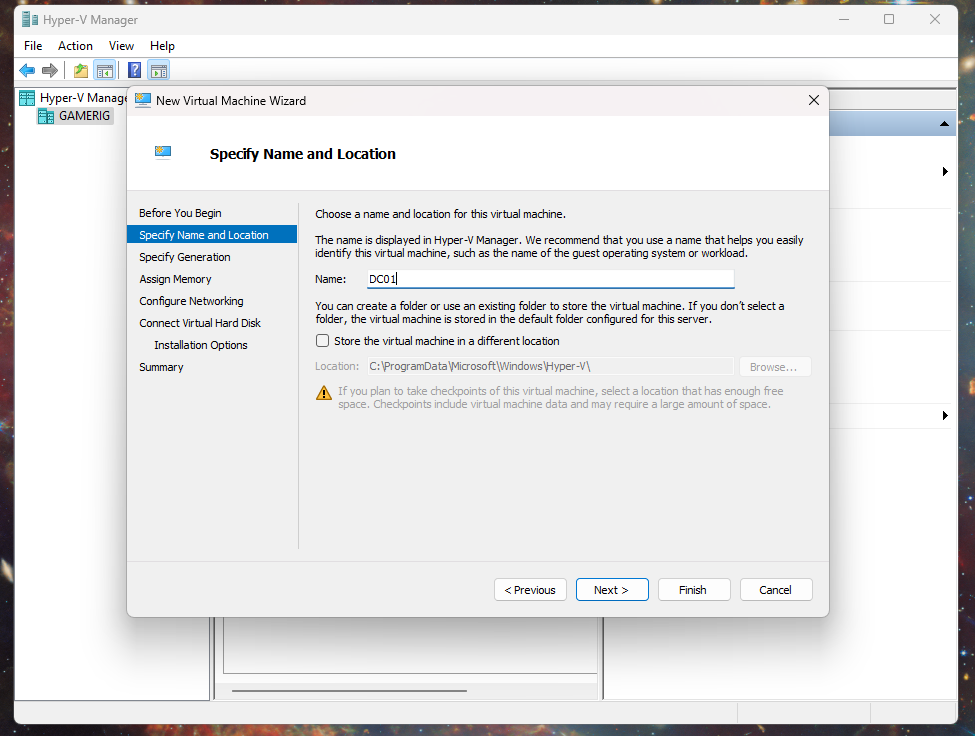 Hyper-V Manager
File Action View Help
Hyper-V Manage
GAMERIG
New Virtual Machine Wizard
Specify Name and Location
Before You Begin
Specify Name and Location
Specify Generation
Assign Memory
Configure Networking
Connect Virtual Hard Disk
Installation Options
Summary
Choose a name and location for this virtual machine.
The name is displayed in Hyper-V Manager. We recommend that you use a name that helps you easily
identify this virtual machine, such as the name of the guest operating system or workload.
Name: DC01
You can create a folder or use an existing folder to store the virtual machine. If you don't select a
folder, the virtual machine is stored in the default folder configured for this server.
Store the virtual machine in a different location
Location: C:\ProgramData\Microsoft\Windows\Hyper-V\ Browse...
If you plan to take checkpoints of this virtual machine, select a location that has enough free
space. Checkpoints include virtual machine data and may require a large amount of space.
< Previous Next > Finish Cancel